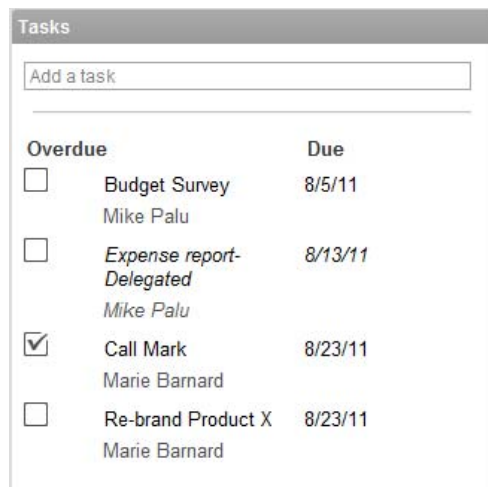 Tasks
Add a task
Overdue Due
Budget Survey 8/5/11
Mike Palu
Expense report- 8/13/11
Delegated
Mike Palu
Call Mark 8/23/11
Marie Barnard
Re-brand Product X 8/23/11
Marie Barnard